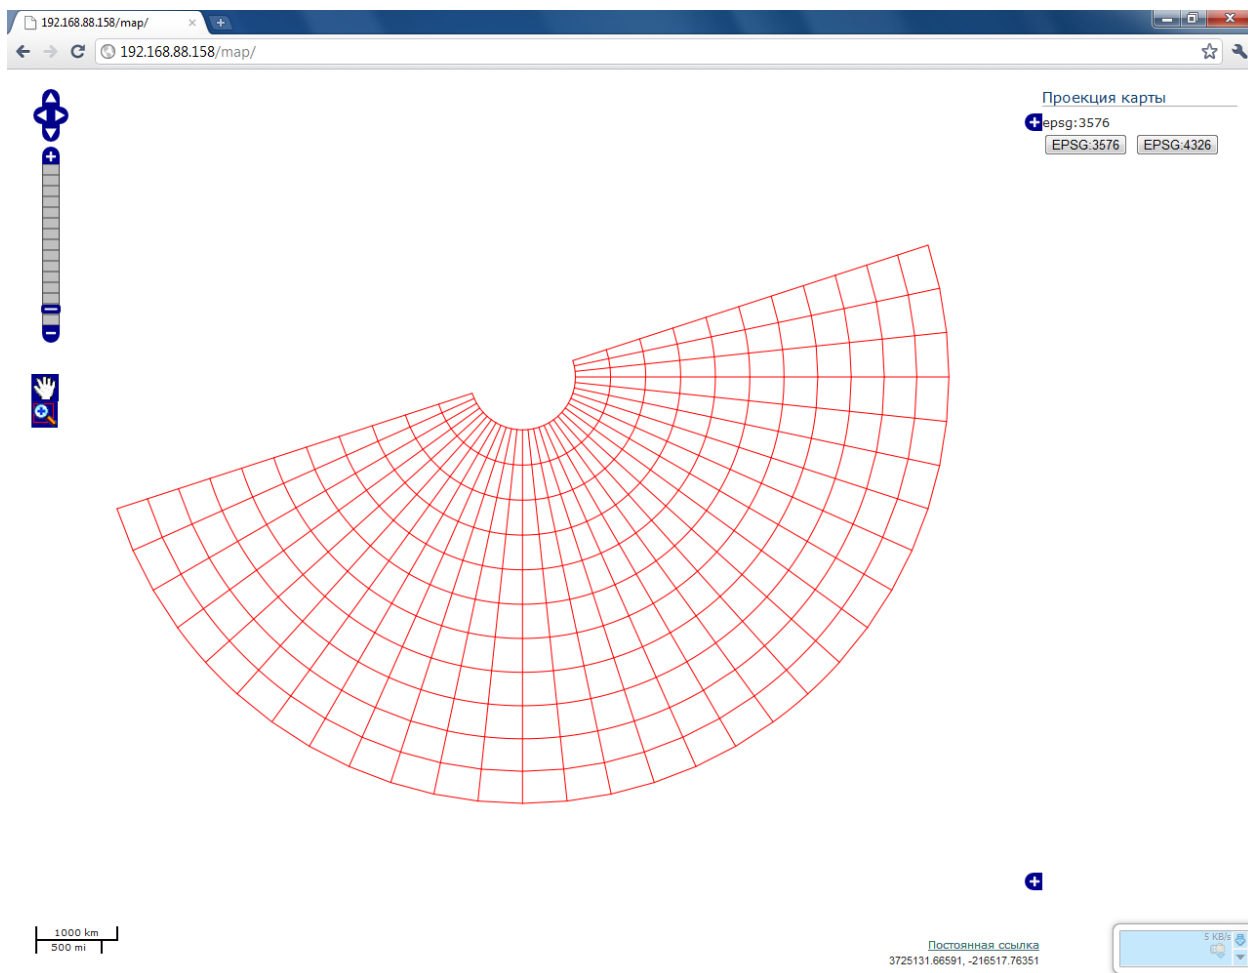 192.168.88.158/map/
192.168.88.158/map/
Проекция карты
epsg:3576
EPSG:3576 EPSG:4326
1000 km
500 mi
Постоянная ссылка
3725131.66591, -216517.76351
5 KB/s